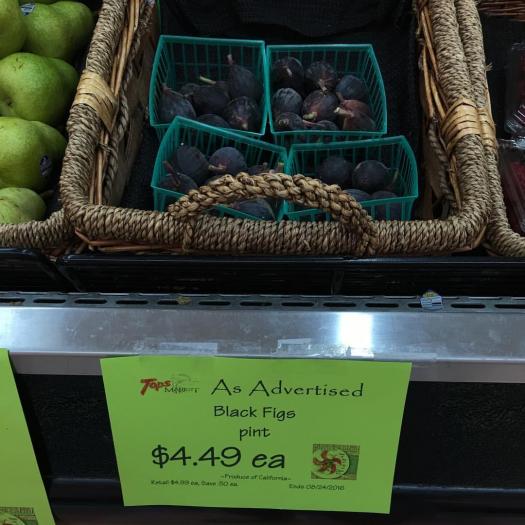 Tops MARKET
As Advertised
Black Figs
pint
$4.49 ea
~Produce of California~
Retail $4.99 ea, Save .50 ea.
Ends 08/24/2016